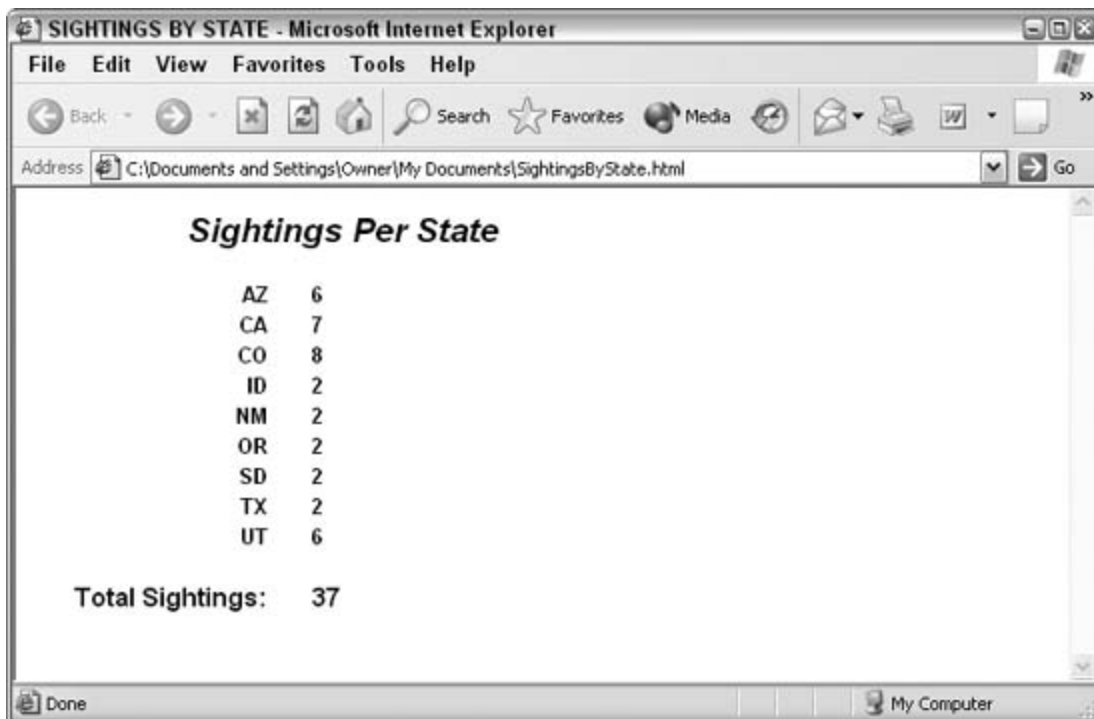 SIGHTINGS BY STATE - Microsoft Internet Explorer
File Edit View Favorites Tools Help
Back Search Favorites Media W »
Address C:\Documents and Settings\Owner\My Documents\SightingsByState.html Go
Sightings Per State
AZ 6
CA 7
CO 8
ID 2
NM 2
OR 2
SD 2
TX 2
UT 6
Total Sightings: 37
Done My Computer